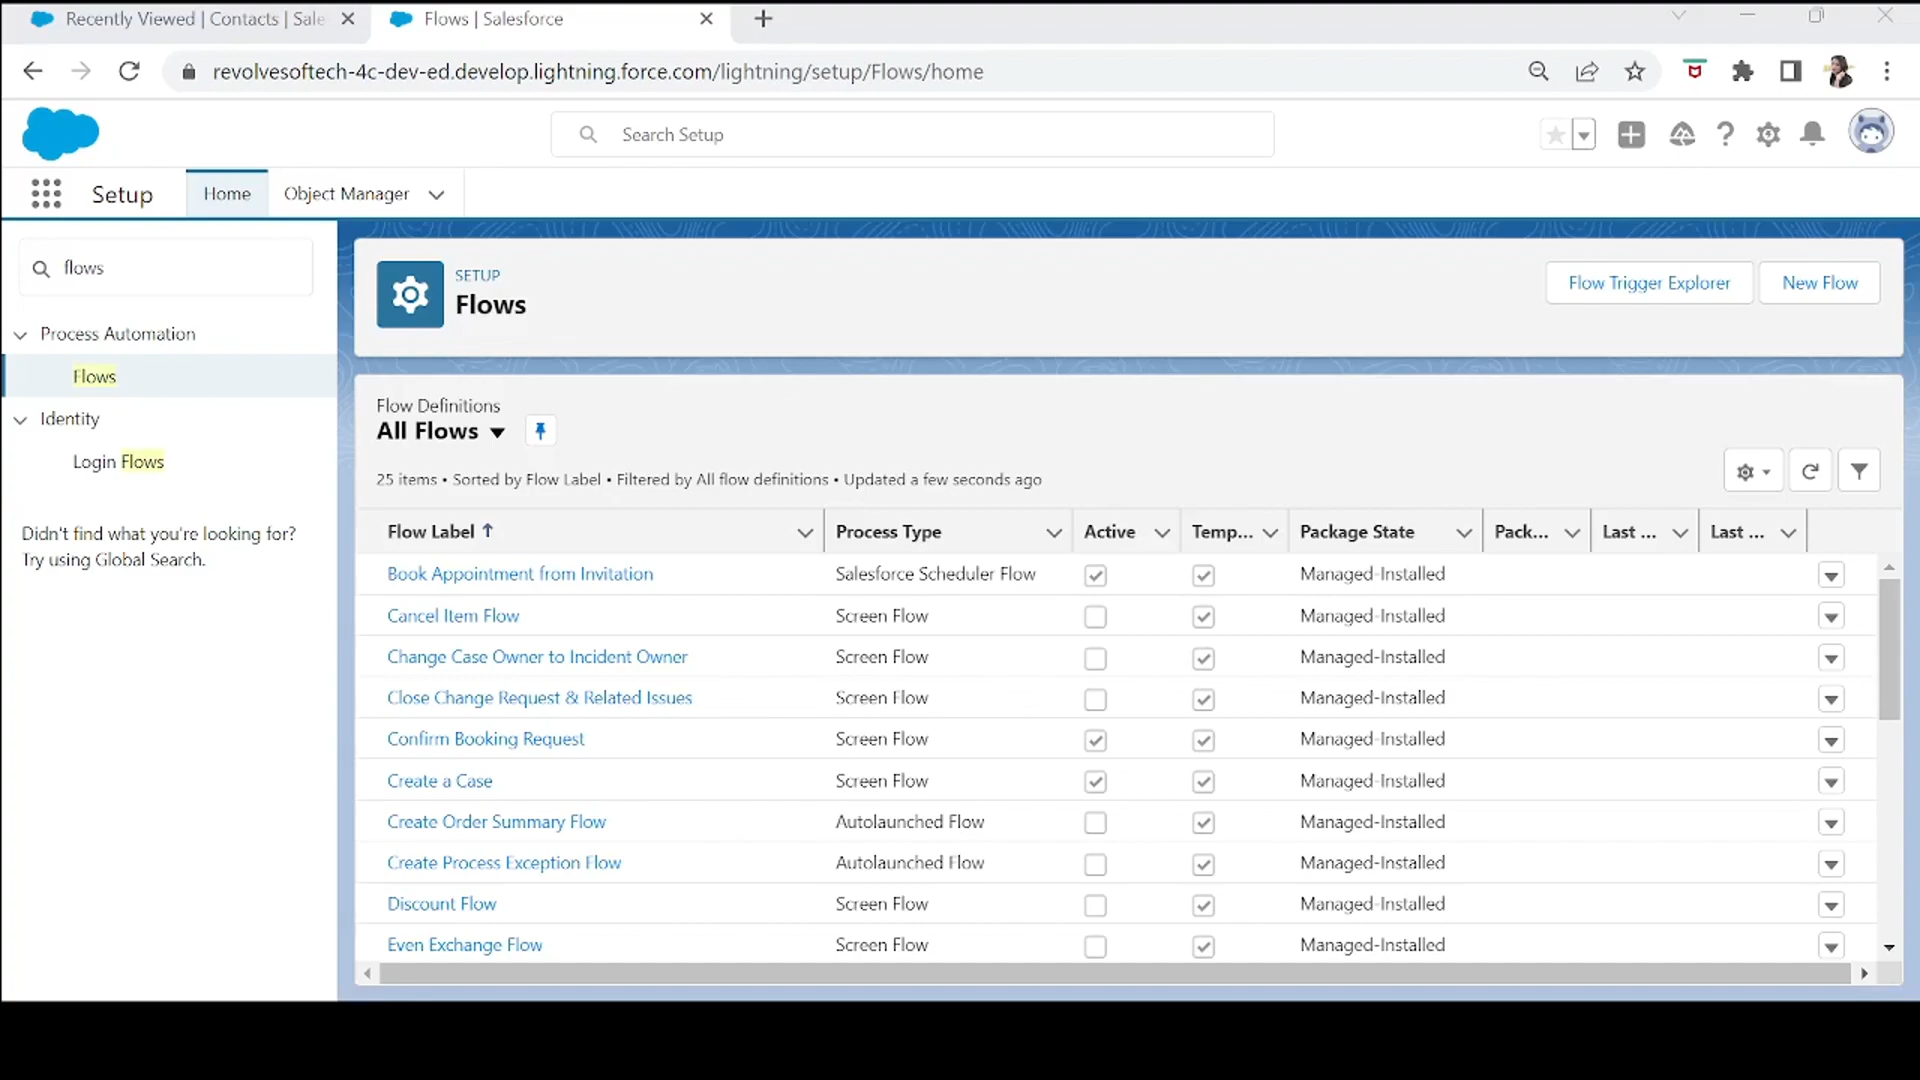 Recently Viewed | Contacts | Sale
Flows | Salesforce
revolvesoftech-4c-dev-ed.develop.lightning.force.com/lightning/setup/Flows/home
Search Setup
Setup
Home
Object Manager
flows
Process Automation
Flows
Identity
Login Flows
Didn't find what you're looking for?
Try using Global Search.
SETUP
Flows
Flow Trigger Explorer
New Flow
Flow Definitions
All Flows
25 items • Sorted by Flow Label • Filtered by All flow definitions • Updated a few seconds ago
Flow Label Process Type Active Temp... Package State Pack... Last ... Last ...
Book Appointment from Invitation Salesforce Scheduler Flow Managed-Installed
Cancel Item Flow Screen Flow Managed-Installed
Change Case Owner to Incident Owner Screen Flow Managed-Installed
Close Change Request & Related Issues Screen Flow Managed-Installed
Confirm Booking Request Screen Flow Managed-Installed
Create a Case Screen Flow Managed-Installed
Create Order Summary Flow Autolaunched Flow Managed-Installed
Create Process Exception Flow Autolaunched Flow Managed-Installed
Discount Flow Screen Flow Managed-Installed
Even Exchange Flow Screen Flow Managed-Installed